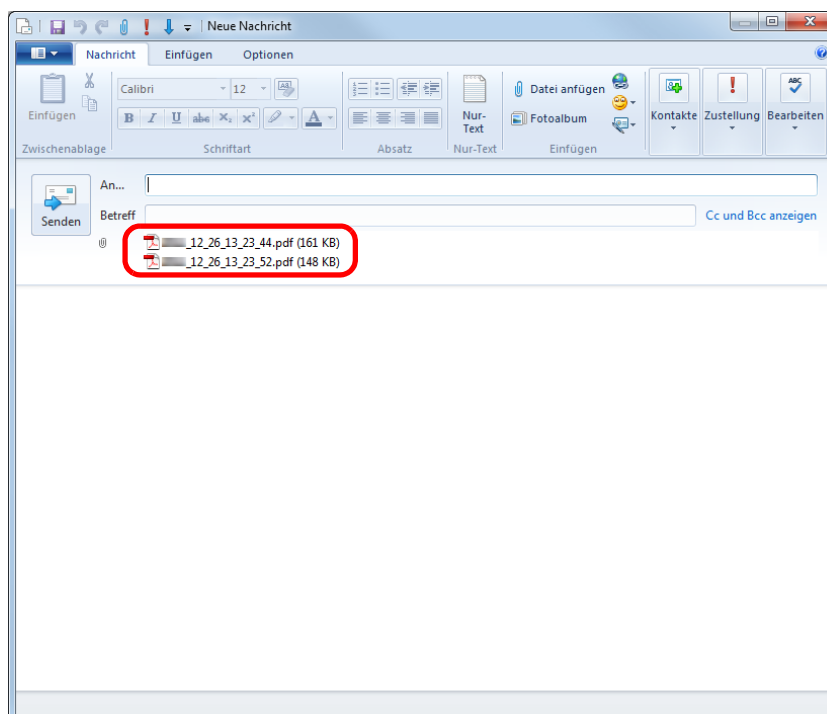 Neue Nachricht
Nachricht Einfügen Optionen
Einfügen
Calibri 12
Nur-Text
Datei anfügen
Fotoalbum
Kontakte Zustellung Bearbeiten
Zwischenablage Schriftart Absatz Nur-Text Einfügen
An...
Senden
Betreff
Cc und Bcc anzeigen
_12_26_13_23_44.pdf (161 KB)
_12_26_13_23_52.pdf (148 KB)